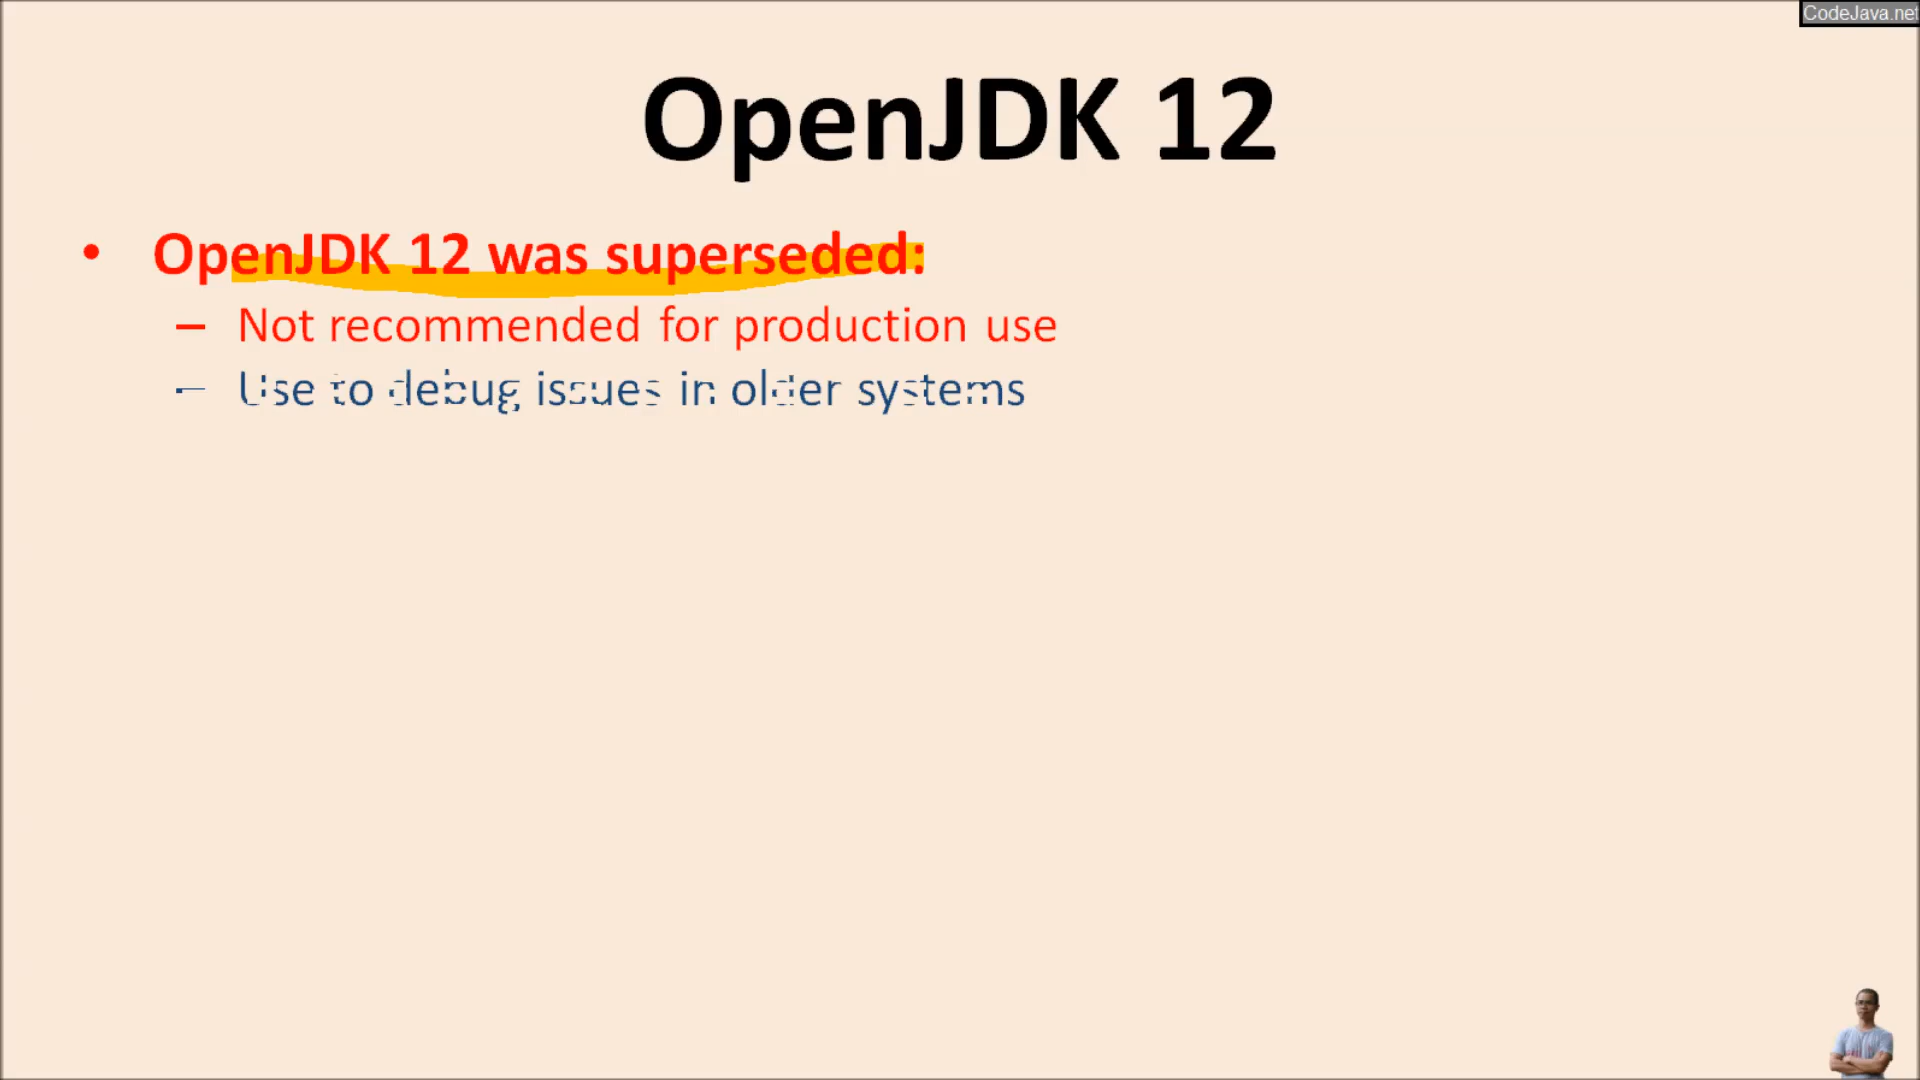 CodeJava.net
OpenJDK 12
• OpenJDK 12 was superseded:
– Not recommended for production use
– Use to debug issues in older systems